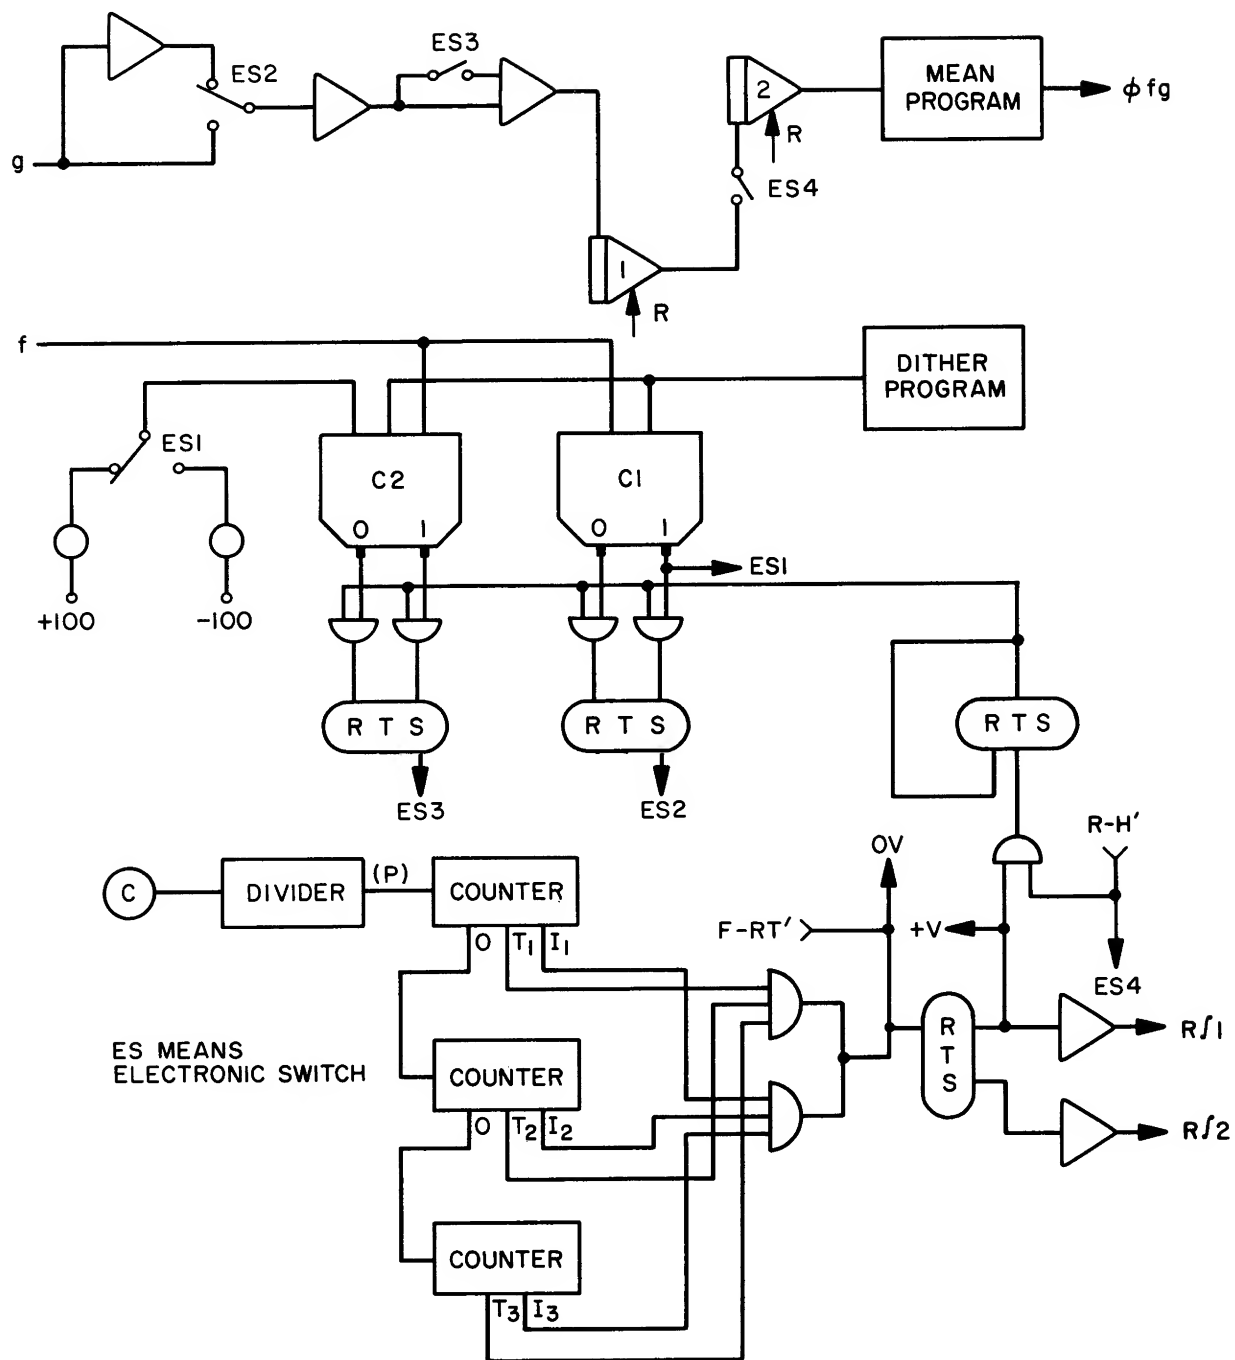 ES3
ES2
MEAN
PROGRAM
ϕ fg
2
R
g
ES4
1
R
f
DITHER
PROGRAM
ES1
C2
C1
0 1
0 1
ES1
+100
-100
R T S
R T S
R T S
ES3
ES2
R-H'
OV
C
DIVIDER
(P)
COUNTER
F-RT'
+V
O T1 I1
ES4
R
T
S
R∫1
ES MEANS
ELECTRONIC SWITCH
COUNTER
O T2 I2
R∫2
COUNTER
T3 I3